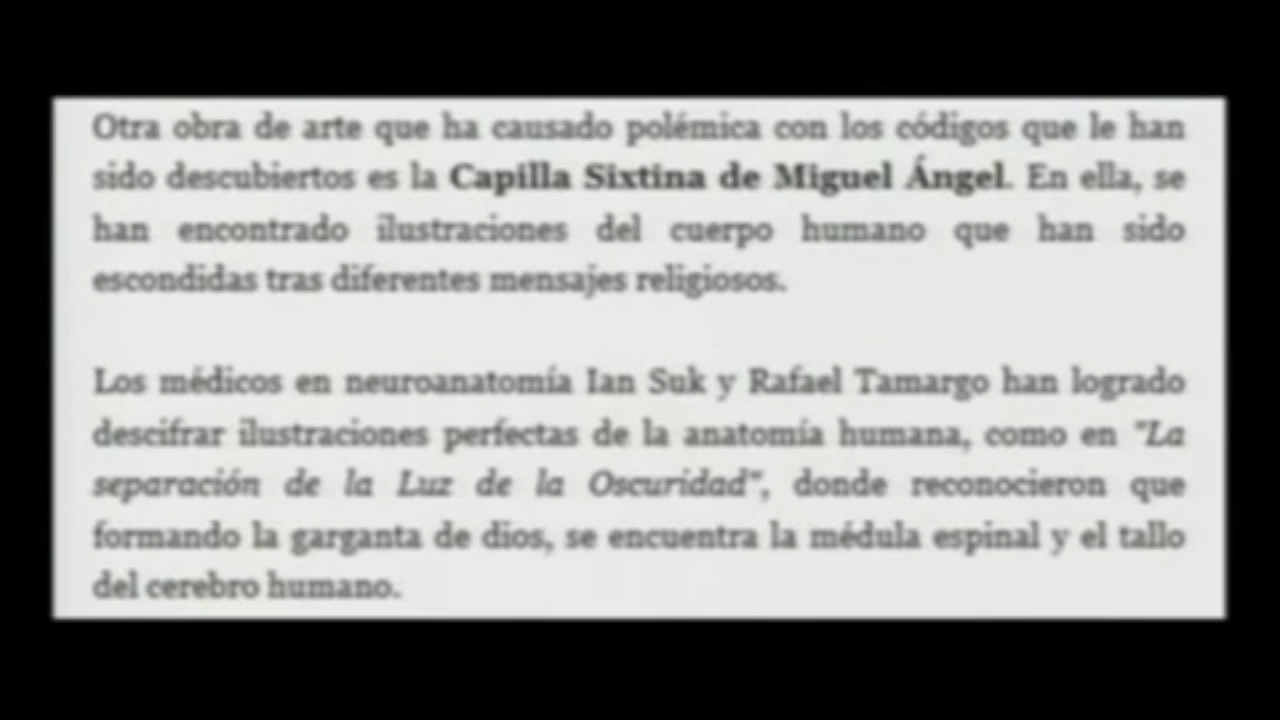 Otra obra de arte que ha causado polémica con los códigos que le han
sido descubiertos es la Capilla Sixtina de Miguel Ángel. En ella, se
han encontrado ilustraciones del cuerpo humano que han sido
escondidas tras diferentes mensajes religiosos.
Los médicos en neuroanatomía Ian Suk y Rafael Tamargo han logrado
descifrar ilustraciones perfectas de la anatomía humana, como en "La
separación de la Luz de la Oscuridad", donde reconocieron que
formando la garganta de dios, se encuentra la médula espinal y el tallo
del cerebro humano.